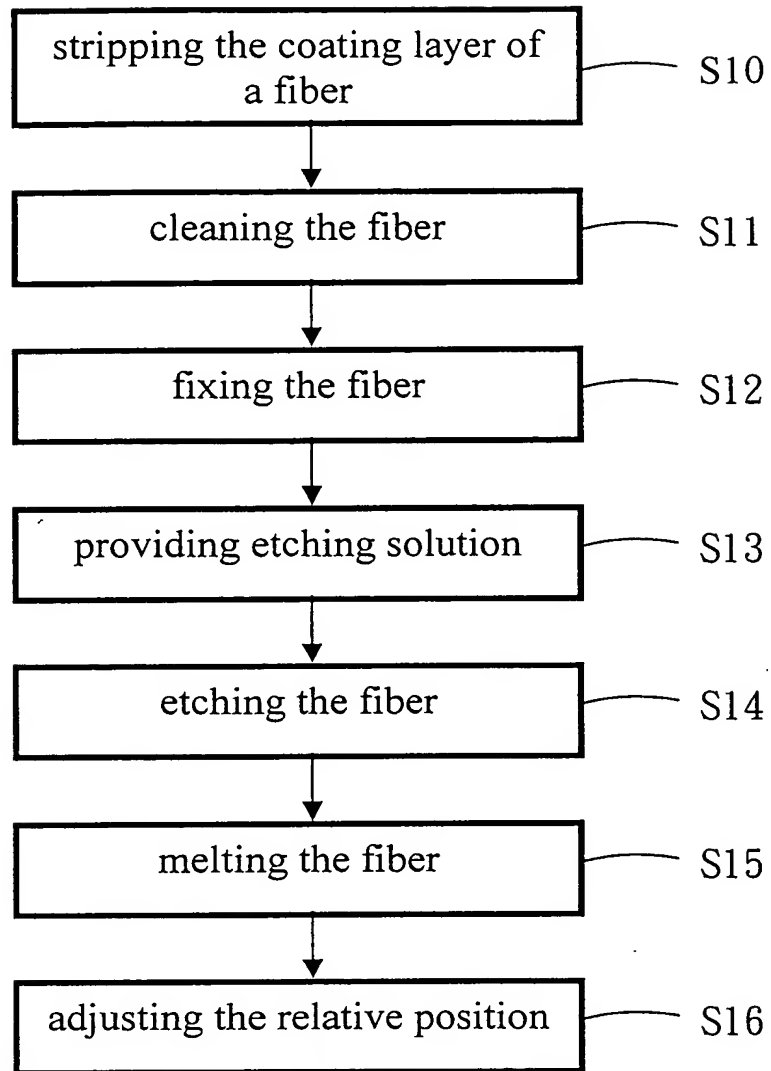 stripping the coating layer of
a fiber
S10
cleaning the fiber
S11
fixing the fiber
S12
providing etching solution
S13
etching the fiber
S14
melting the fiber
S15
adjusting the relative position
S16